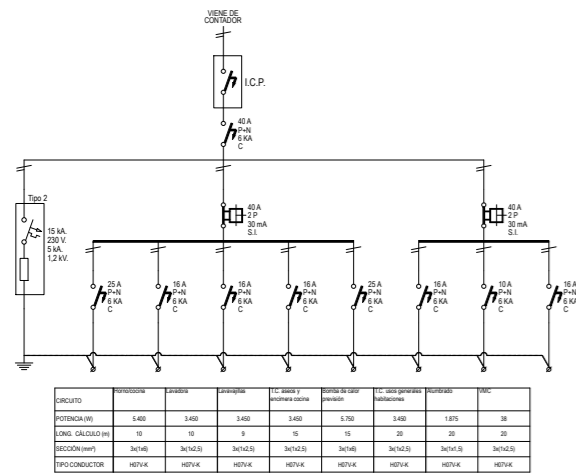 VIENE DE
CONTADOR
I.C.P.
40 A
P+N
6 KA
C
Tipo 2
15 kA.
230 V.
5 kA.
1,2 kV.
40 A
2 P
30 mA
S.I.
40 A
2 P
30 mA
S.I.
25 A
P+N
6 KA
C
16 A
P+N
6 KA
C
16 A
P+N
6 KA
C
16 A
P+N
6 KA
C
25 A
P+N
6 KA
C
16 A
P+N
6 KA
C
10 A
P+N
6 KA
C
16 A
P+N
6 KA
C
CIRCUITO Horno/cocina Lavadora Lavavajillas T.C. aseos y encimera cocina Bomba de calor previsión T.C. usos generales habitaciones Alumbrado VMC
POTENCIA (W) 5.400 3.450 3.450 3.450 5.750 3.450 1.875 38
LONG. CÁLCULO (m) 10 10 9 15 15 20 20 20
SECCIÓN (mm²) 3x(1x6) 3x(1x2,5) 3x(1x2,5) 3x(1x2,5) 3x(1x6) 3x(1x2,5) 3x(1x1,5) 3x(1x2,5)
TIPO CONDUCTOR H07V-K H07V-K H07V-K H07V-K H07V-K H07V-K H07V-K H07V-K